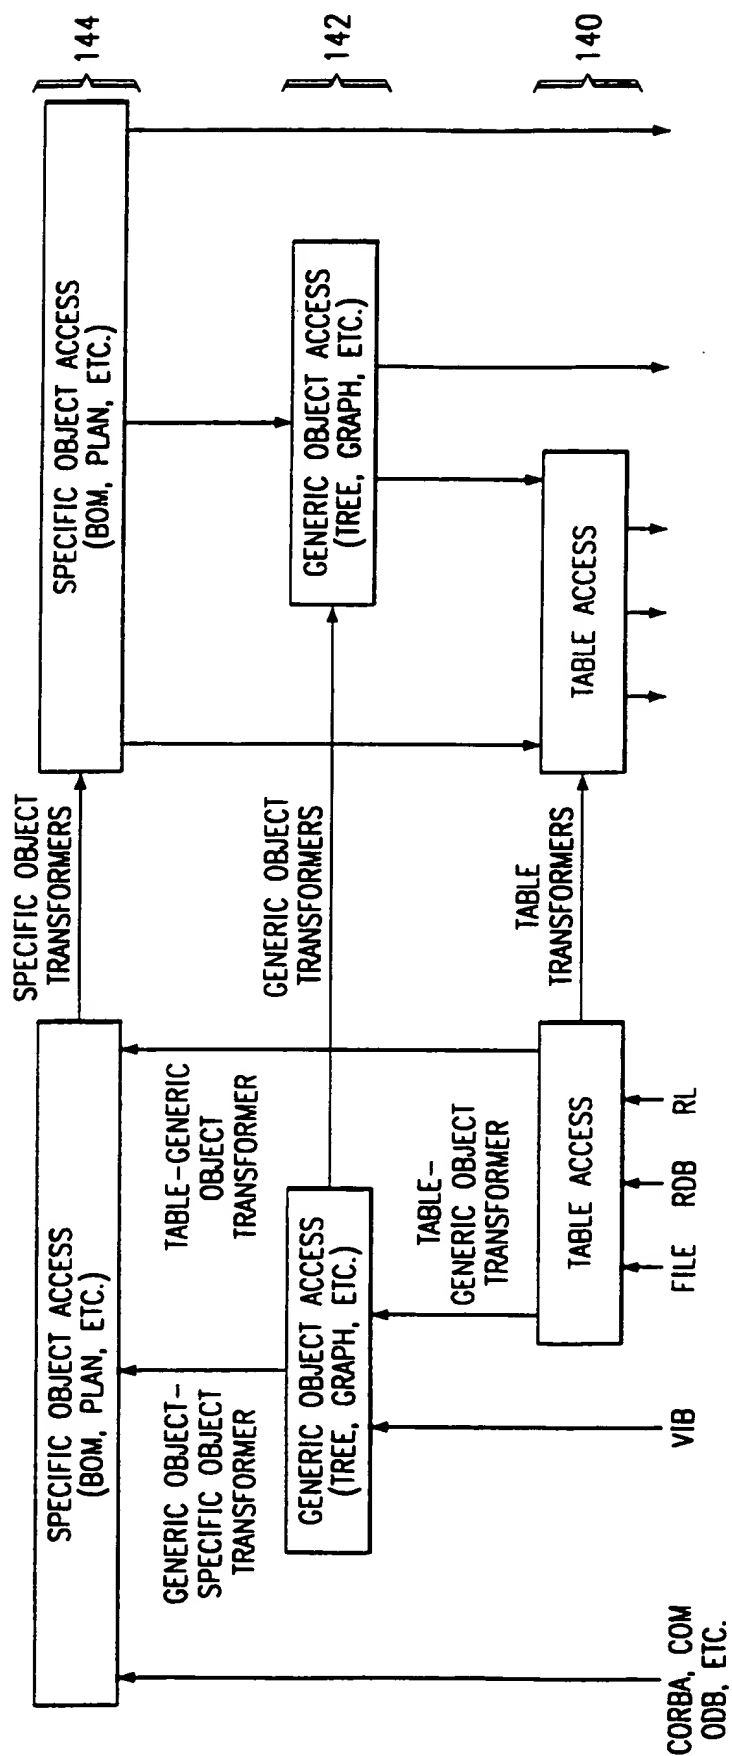 SPECIFIC OBJECT ACCESS
(BOM, PLAN, ETC.)
SPECIFIC OBJECT
TRANSFORMERS
SPECIFIC OBJECT ACCESS
(BOM, PLAN, ETC.)
144
GENERIC OBJECT-
SPECIFIC OBJECT
TRANSFORMER
TABLE-GENERIC
OBJECT
TRANSFORMER
GENERIC OBJECT ACCESS
(TREE, GRAPH, ETC.)
GENERIC OBJECT
TRANSFORMERS
GENERIC OBJECT ACCESS
(TREE, GRAPH, ETC.)
142
TABLE-
GENERIC OBJECT
TRANSFORMER
TABLE ACCESS
TABLE
TRANSFORMERS
TABLE ACCESS
140
CORBA, COM
ODB, ETC.
VIB
FILE
RDB
RL